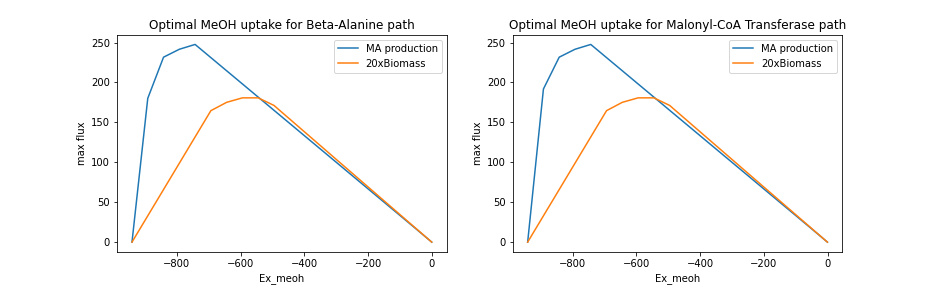 Optimal MeOH uptake for Beta-Alanine path
MA production
20xBiomass
250
200
150
100
50
0
max flux
−800
−600
−400
−200
0
Ex_meoh
Optimal MeOH uptake for Malonyl-CoA Transferase path
MA production
20xBiomass
250
200
150
100
50
0
max flux
−800
−600
−400
−200
0
Ex_meoh